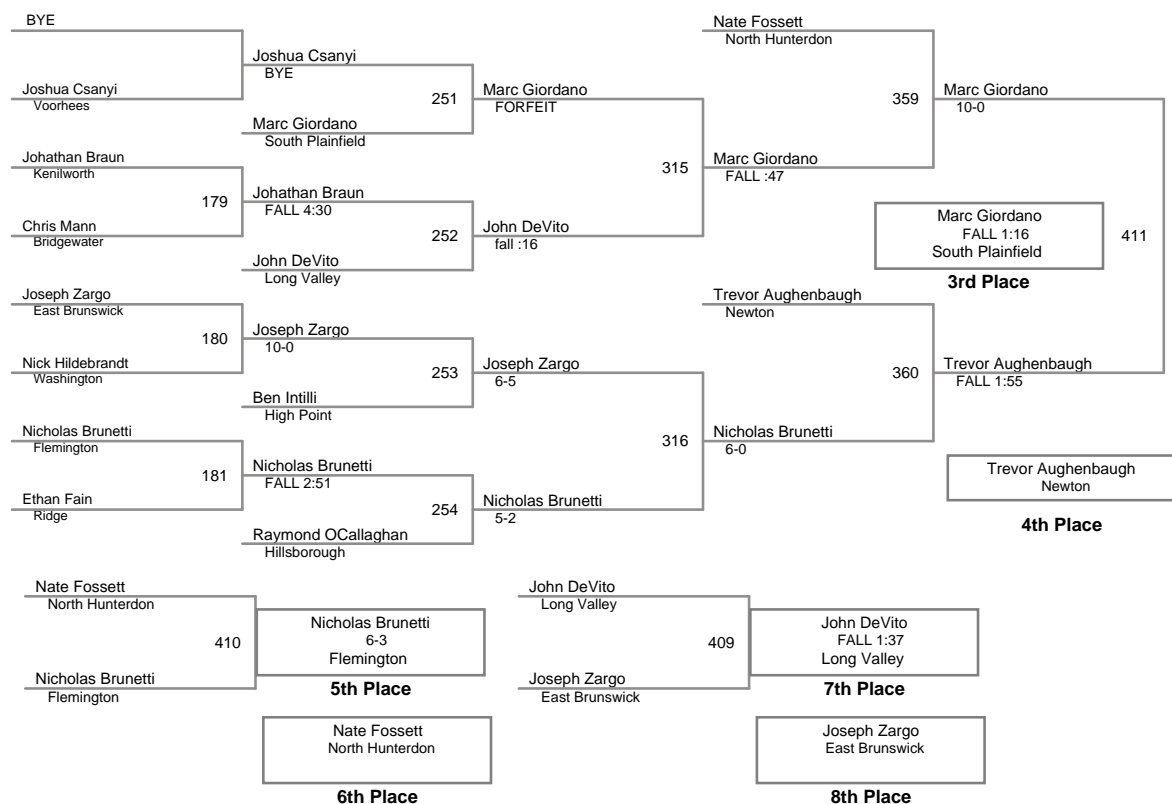 BYE
Joshua Csanyi
Voorhees
Johathan Braun
Kenilworth
179
Chris Mann
Bridgewater
Joseph Zargo
East Brunswick
180
Nick Hildebrandt
Washington
Nicholas Brunetti
Flemington
181
Ethan Fain
Ridge
Joshua Csanyi
BYE
251
Marc Giordano
South Plainfield
Johathan Braun
FALL 4:30
252
John DeVito
Long Valley
Joseph Zargo
10-0
253
Ben Intilli
High Point
Nicholas Brunetti
FALL 2:51
254
Raymond OCallaghan
Hillsborough
Marc Giordano
FORFEIT
315
John DeVito
fall :16
Joseph Zargo
6-5
316
Nicholas Brunetti
5-2
Nate Fossett
North Hunterdon
359
Marc Giordano
FALL :47
Trevor Aughenbaugh
Newton
360
Nicholas Brunetti
6-0
Marc Giordano
10-0
411
Trevor Aughenbaugh
FALL 1:55
Marc Giordano
FALL 1:16
South Plainfield
3rd Place
Trevor Aughenbaugh
Newton
4th Place
Nate Fossett
North Hunterdon
410
Nicholas Brunetti
Flemington
Nicholas Brunetti
6-3
Flemington
5th Place
Nate Fossett
North Hunterdon
6th Place
John DeVito
Long Valley
409
Joseph Zargo
East Brunswick
John DeVito
FALL 1:37
Long Valley
7th Place
Joseph Zargo
East Brunswick
8th Place